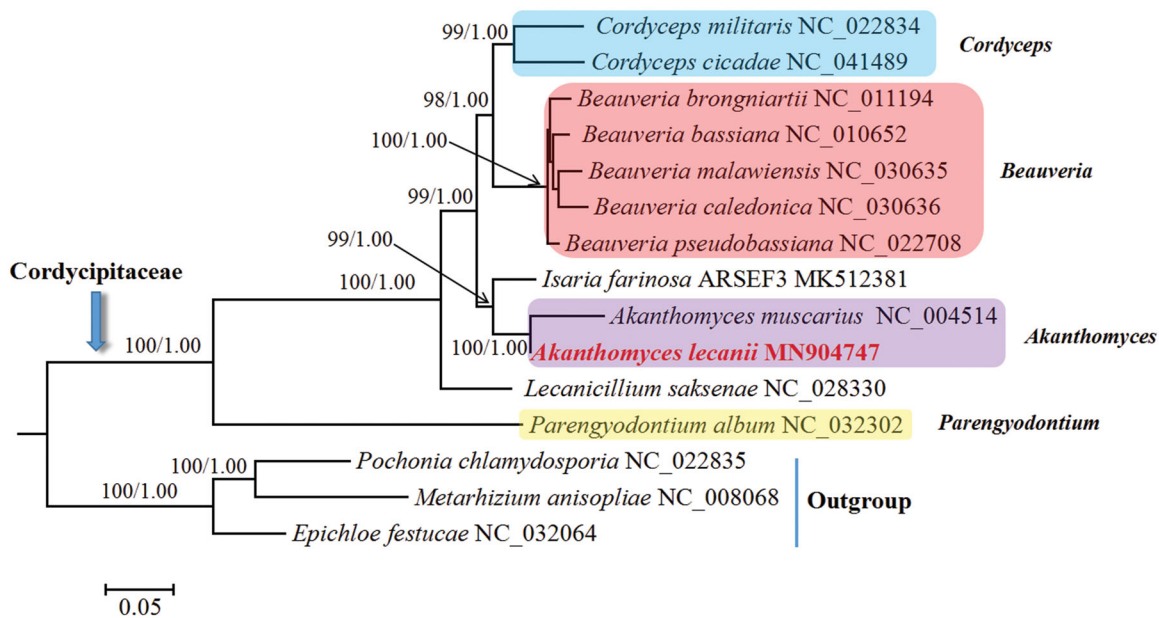 99/1.00
Cordyceps militaris NC_022834
Cordyceps
Cordyceps cicadae NC_041489
98/1.00
Beauveria brongniartii NC_011194
100/1.00
Beauveria bassiana NC_010652
Beauveria malawiensis NC_030635
Beauveria
99/1.00
Beauveria caledonica NC_030636
99/1.00
Beauveria pseudobassiana NC_022708
Cordycipitaceae
100/1.00
Isaria farinosa ARSEF3 MK512381
Akanthomyces muscarius NC_004514
Akanthomyces
100/1.00
100/1.00
Akanthomyces lecanii MN904747
Lecanicillium saksenae NC_028330
Parengyodontium album NC_032302
Parengyodontium
100/1.00
Pochonia chlamydosporia NC_022835
100/1.00
Metarhizium anisopliae NC_008068
Outgroup
Epichloe festucae NC_032064
0.05